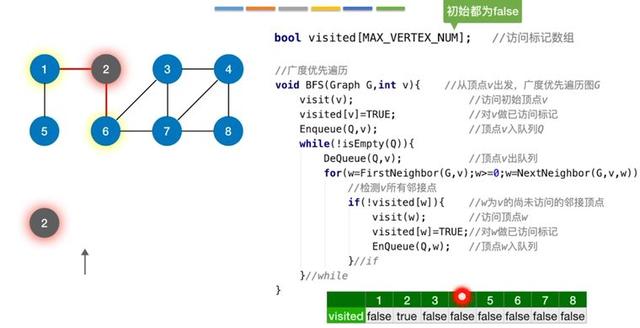 初始都为false
bool visited[MAX_VERTEX_NUM]; //访问标记数组
//广度优先遍历
void BFS(Graph G,int v){ //从顶点v出发，广度优先遍历图G
visit(v); //访问初始顶点v
visited[v]=TRUE; //对v做已访问标记
Enqueue(Q,v); //顶点v入队列Q
while(!isEmpty(Q)){
DeQueue(Q,v); //顶点v出队列
for(w=FirstNeighbor(G,v);w>=0;w=NextNeighbor(G,v,w))
//检测v所有邻接点
if(!visited[w]){ //w为v的尚未访问的邻接顶点
visit(w); //访问顶点w
visited[w]=TRUE;//对w做已访问标记
EnQueue(Q,w); //顶点w入队列
}//if
}//while
}
1 2 3 4
5 6 7 8
2
1 2 3 5 6 7 8
visited false true false false false false false false